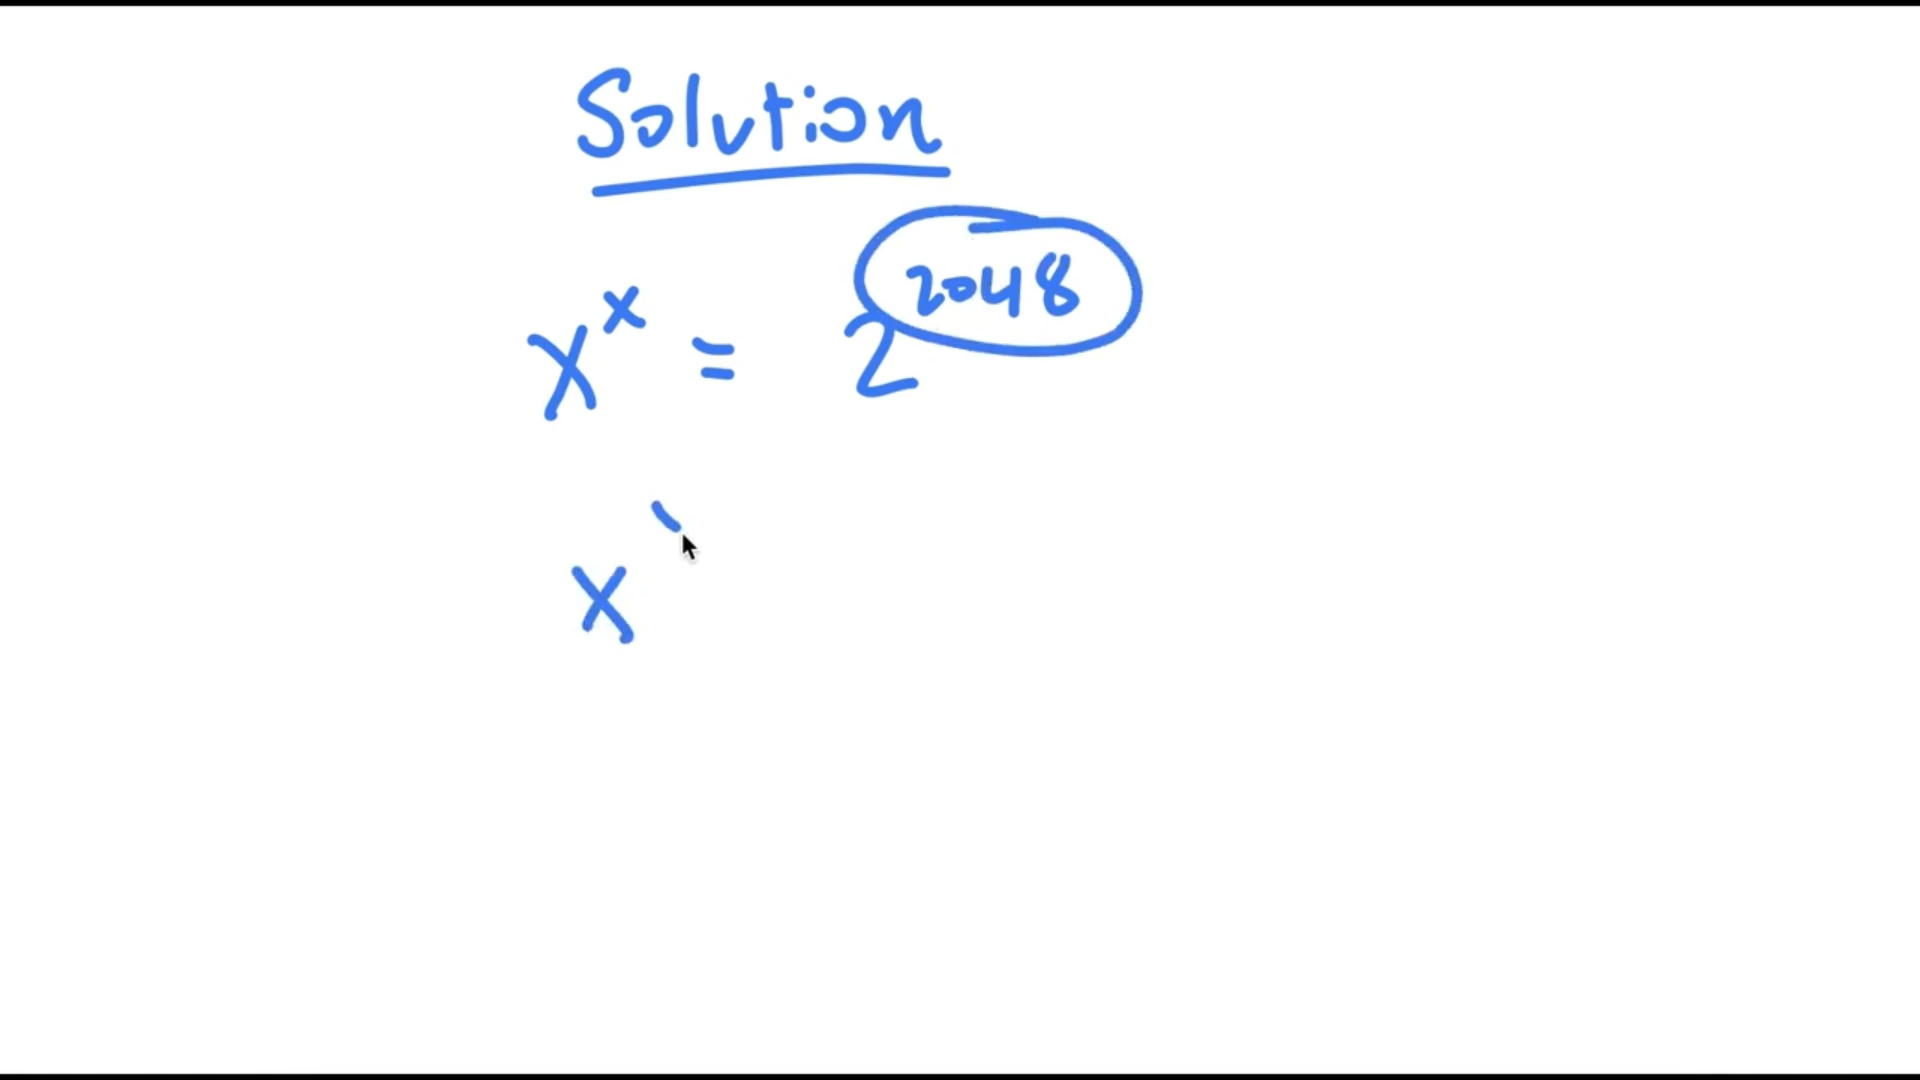 Solution
x^x = 2^2048
x